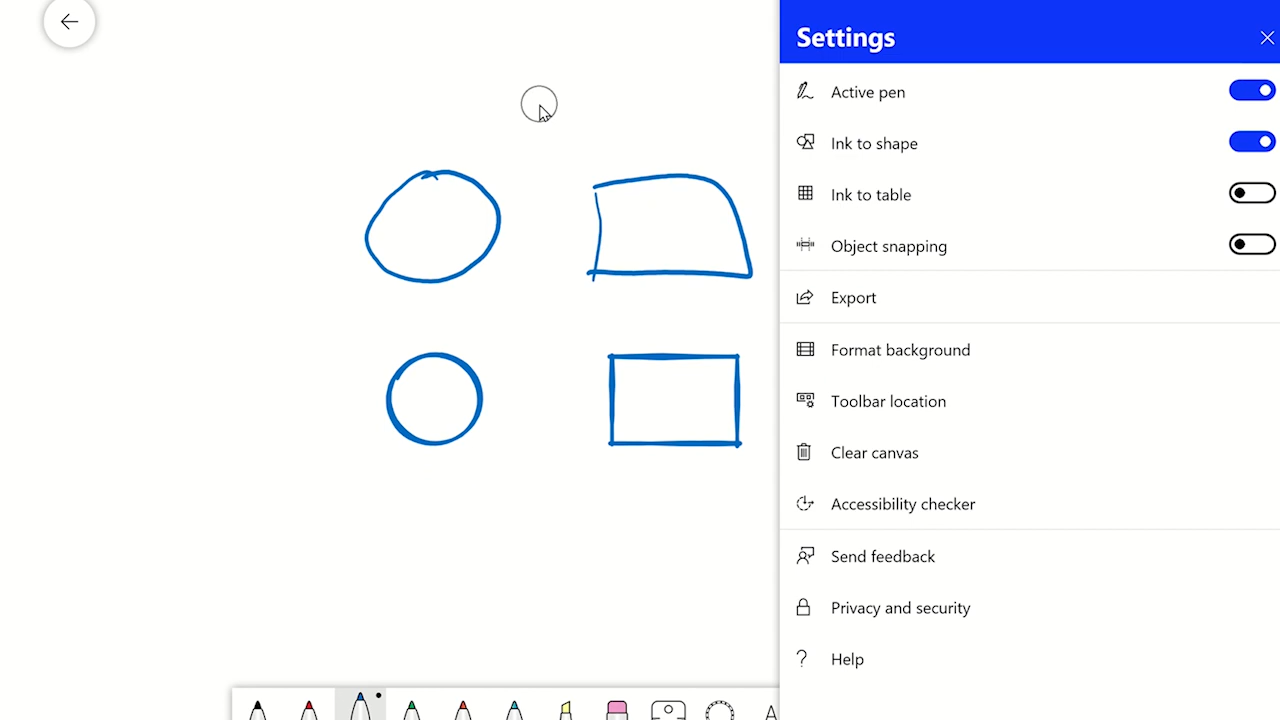 Settings
Active pen
Ink to shape
Ink to table
Object snapping
Export
Format background
Toolbar location
Clear canvas
Accessibility checker
Send feedback
Privacy and security
Help